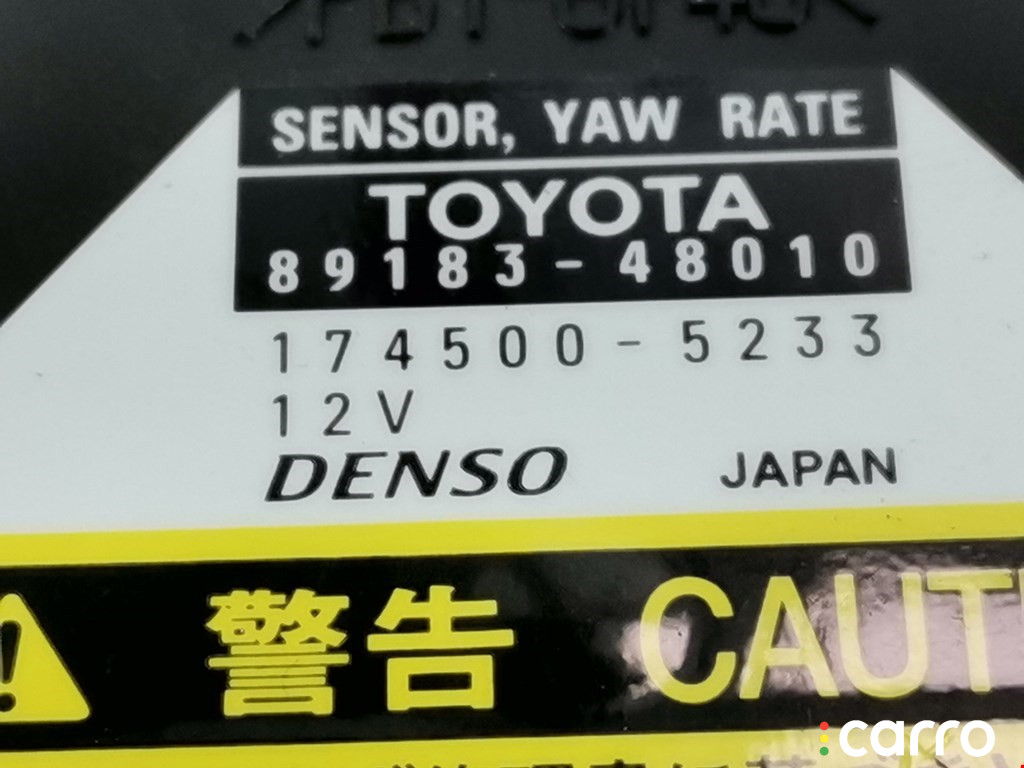 SENSOR, YAW RATE
TOYOTA
89183-48010
174500-5233
12V
DENSO JAPAN
警告 CAUT
carro